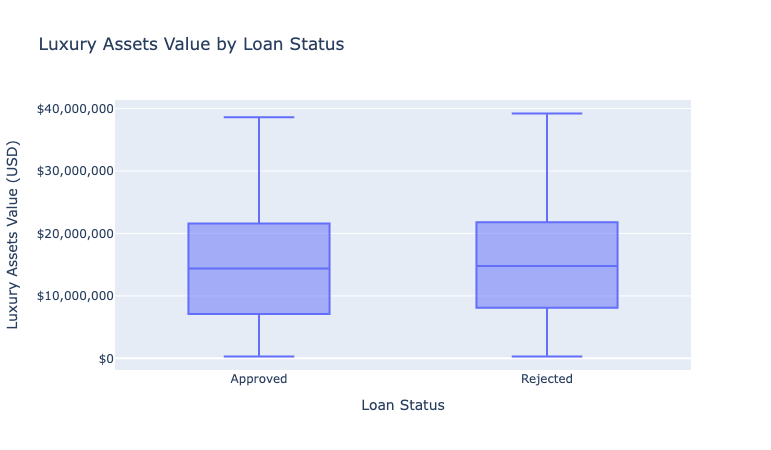 Luxury Assets Value by Loan Status
Luxury Assets Value (USD)
$40,000,000
$30,000,000
$20,000,000
$10,000,000
$0
Approved
Rejected
Loan Status